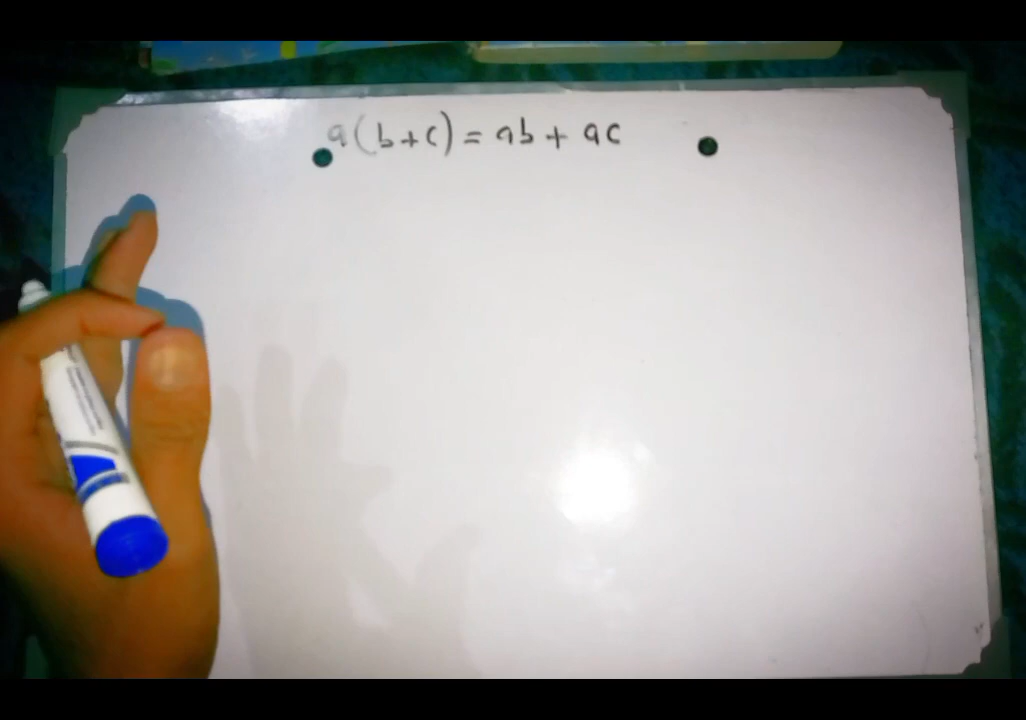 a(b+c) = ab + ac